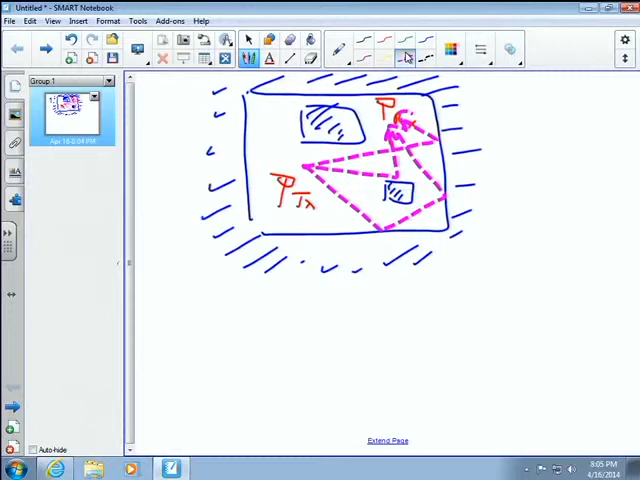 Untitled * - SMART Notebook
File Edit View Insert Format Tools Add-ons Help
Group 1
Apr 16-8:04 PM
Tx
Extend Page
Auto-hide
8:05 PM
4/16/2014